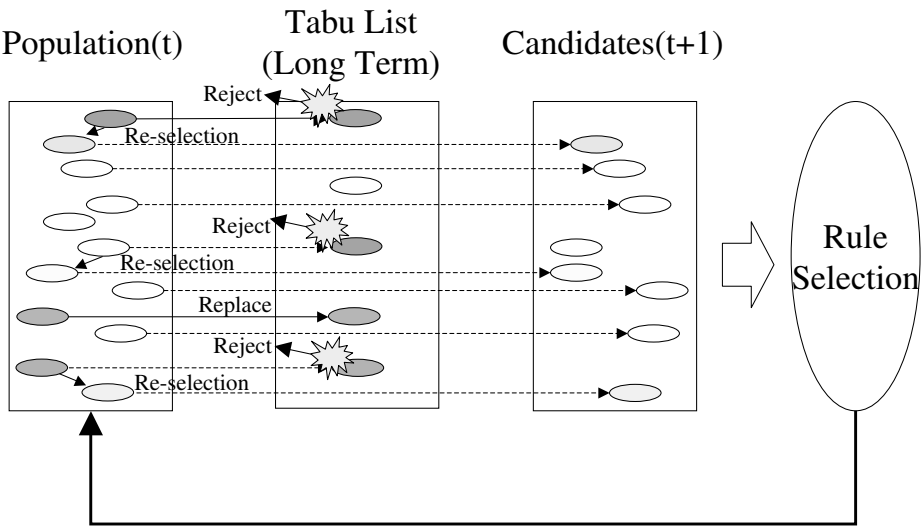 Population(t)
Tabu List
(Long Term)
Candidates(t+1)
Reject
Re-selection
Reject
Re-selection
Replace
Reject
Re-selection
Rule
Selection